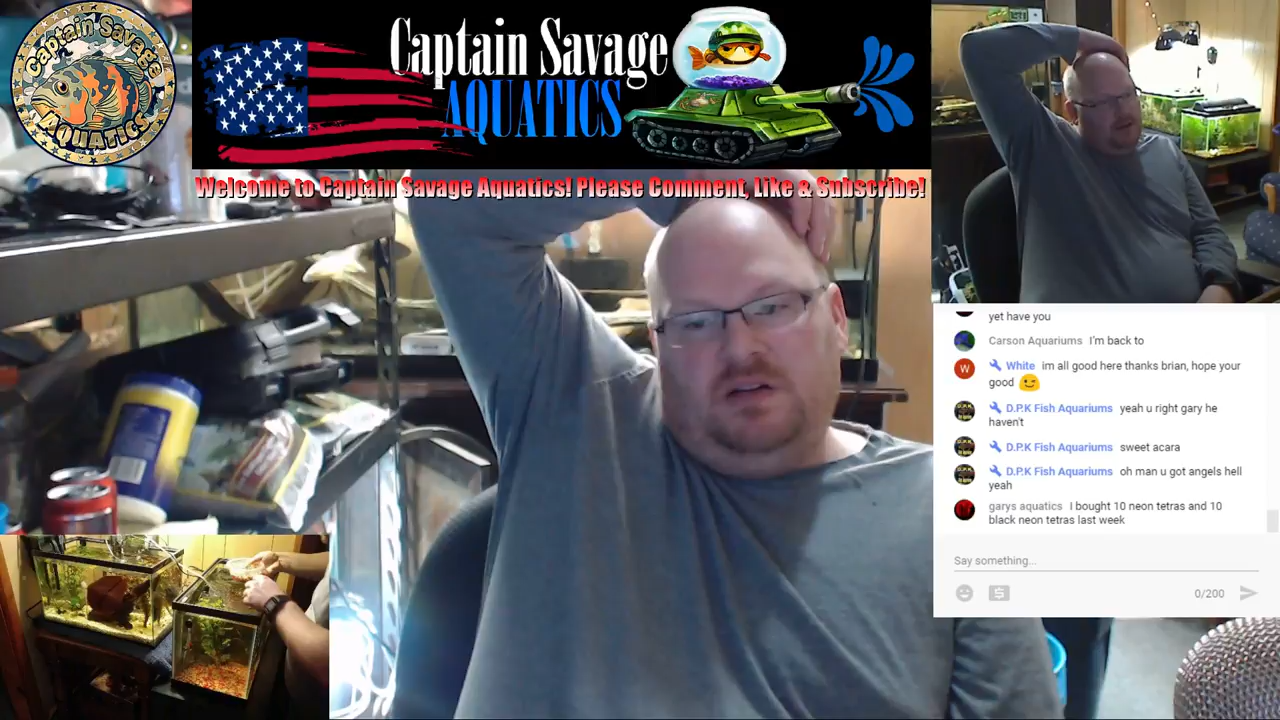 Captain Savage
AQUATICS
Captain Savage
AQUATICS
Welcome to Captain Savage Aquatics! Please Comment, Like & Subscribe!
yet have you
Carson Aquariums I'm back to
W White im all good here thanks brian, hope your
good 😉
D.P.K Fish Aquariums yeah u right gary he
haven't
D.P.K Fish Aquariums sweet acara
D.P.K Fish Aquariums oh man u got angels hell
yeah
garys aquatics I bought 10 neon tetras and 10
black neon tetras last week
Say something...
0/200